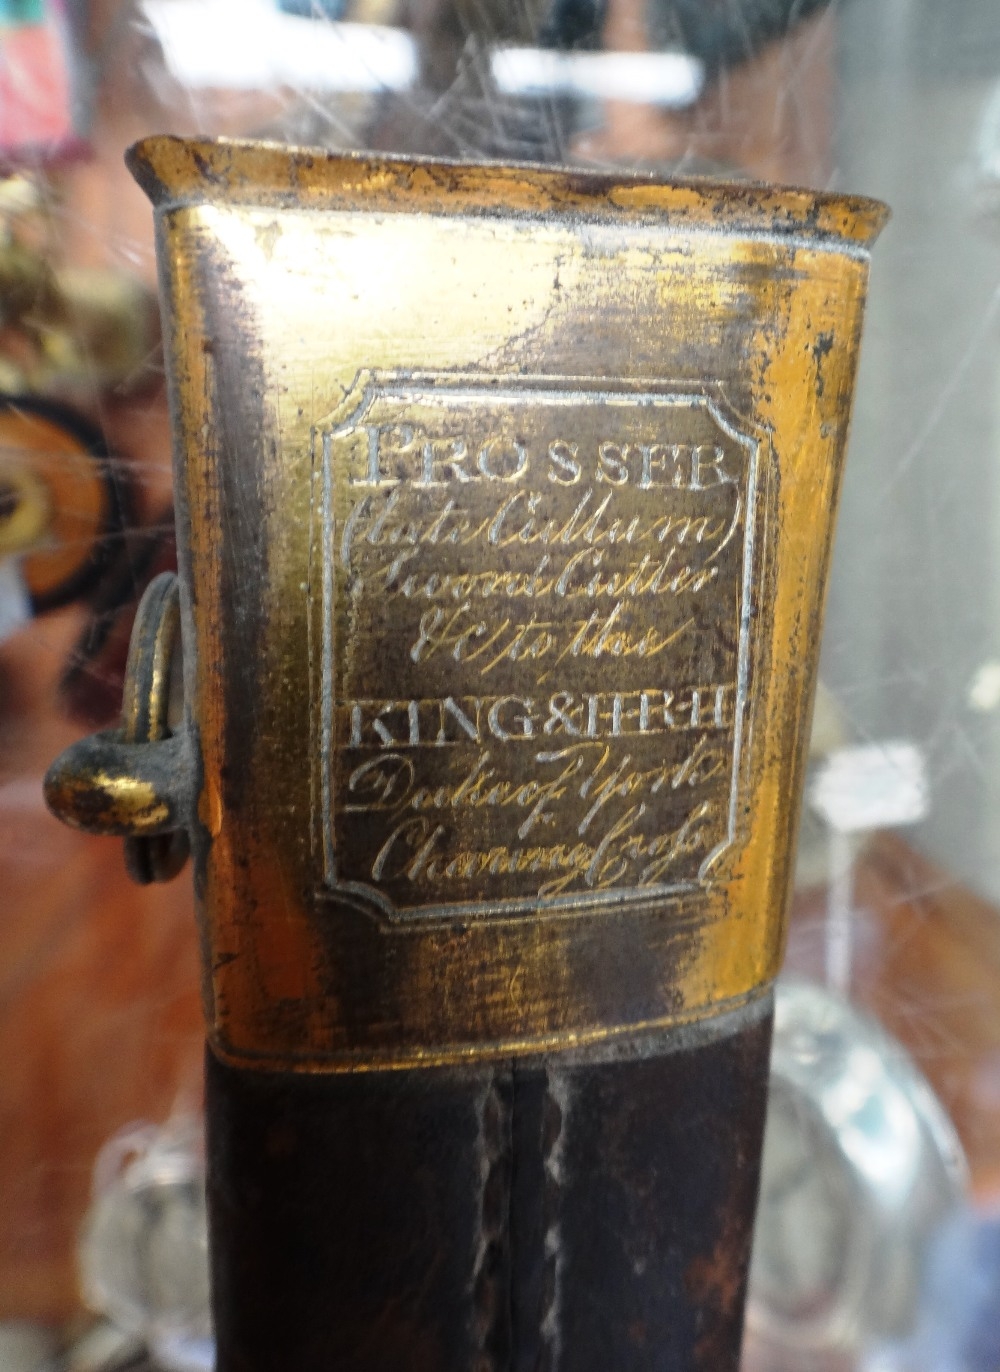 PROSSER
(late Cullum)
Sword Cutler
&c to the
KING & H·R·H
Duke of York
Charing Croſs